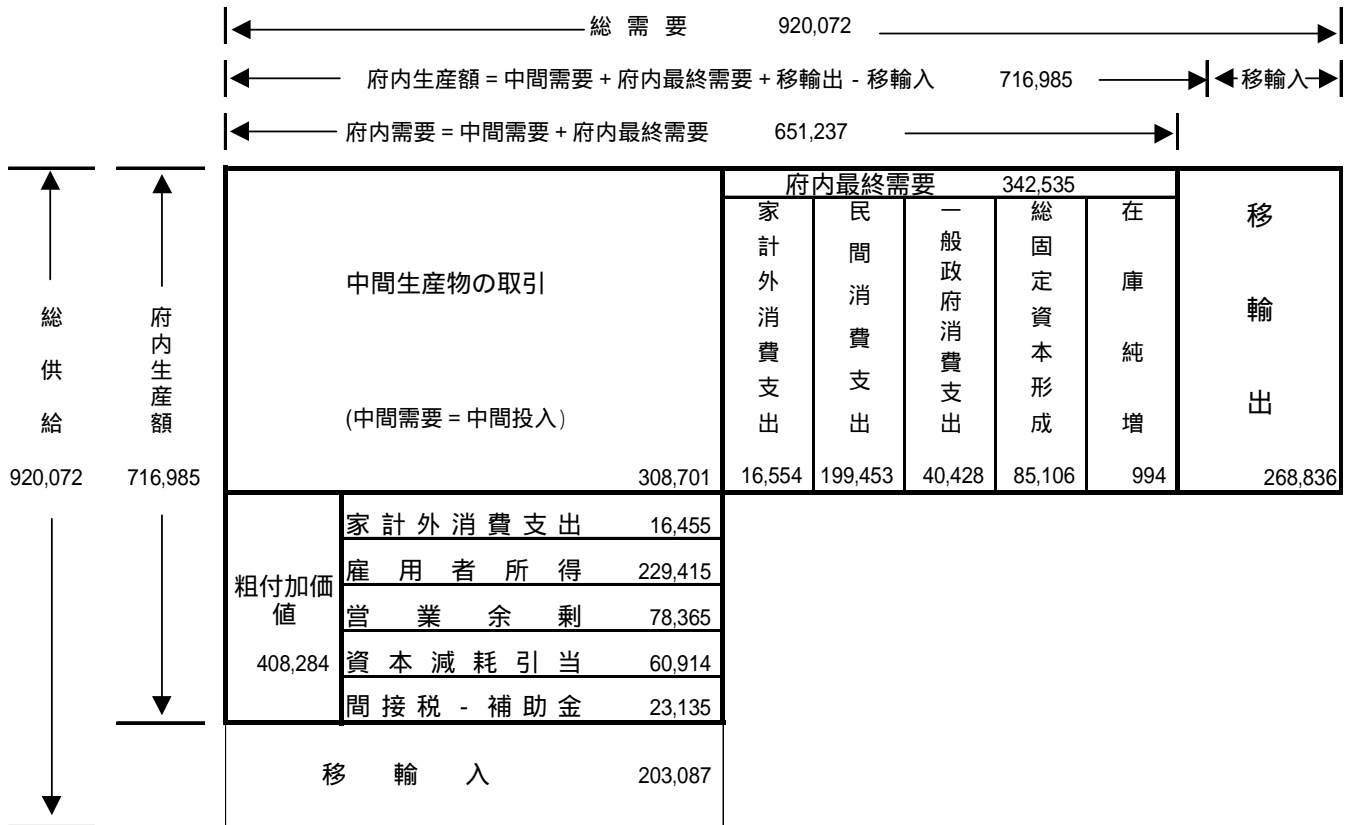 総 需 要 920,072
府内生産額 = 中間需要 + 府内最終需要 + 移輸出 - 移輸入 716,985 移輸入
府内需要 = 中間需要 + 府内最終需要 651,237
府内最終需要 342,535
総供給
920,072
府内生産額
716,985
中間生産物の取引
(中間需要 = 中間投入)
308,701
家計外消費支出
16,554
民間消費支出
199,453
一般政府消費支出
40,428
総固定資本形成
85,106
在庫純増
994
移輸出
268,836
粗付加価値
408,284
家計外消費支出 16,455
雇用者所得 229,415
営業余剰 78,365
資本減耗引当 60,914
間接税 - 補助金 23,135
移輸入 203,087